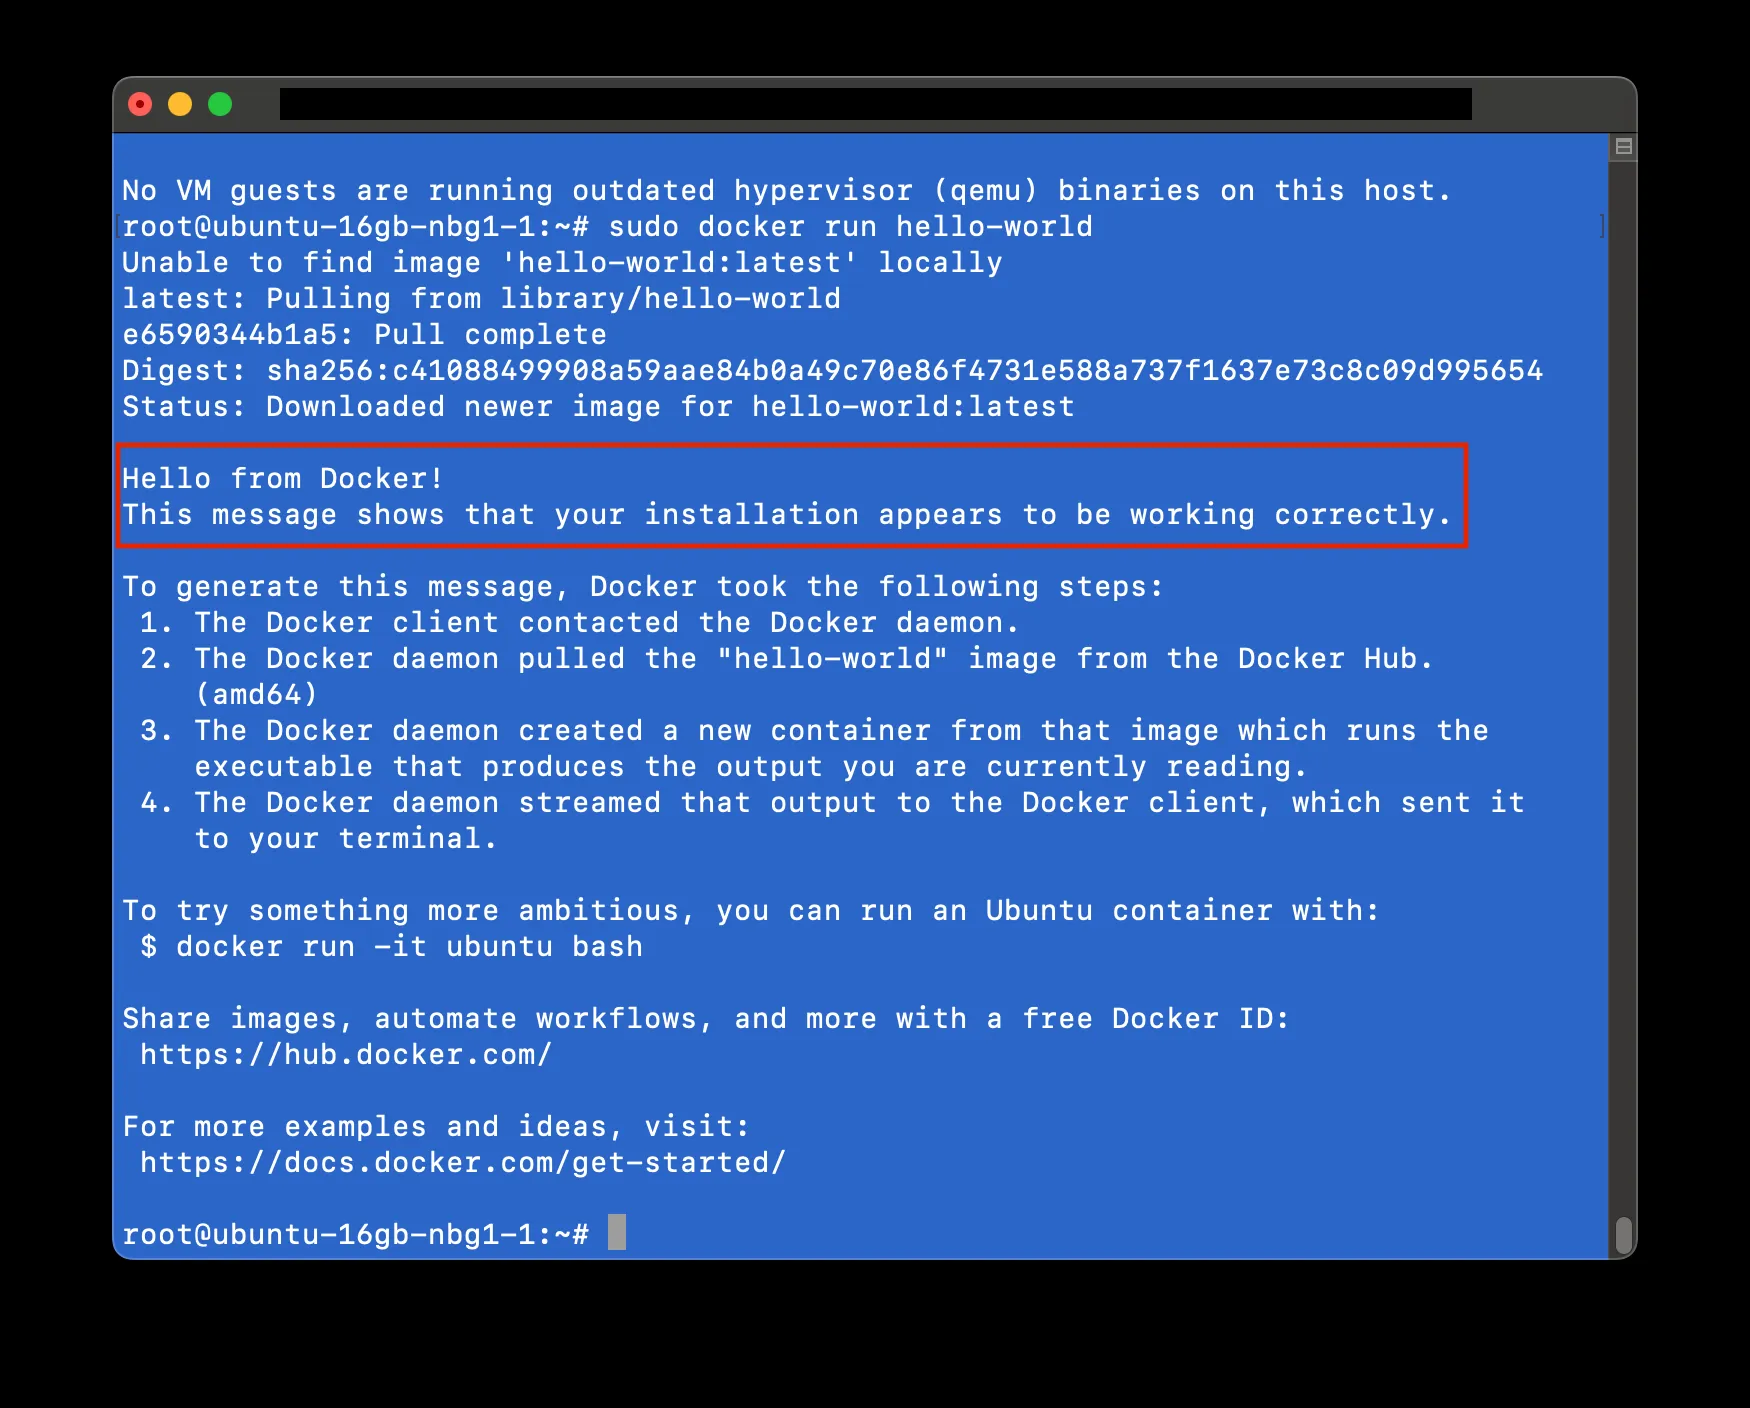 No VM guests are running outdated hypervisor (qemu) binaries on this host.
[root@ubuntu-16gb-nbg1-1:~# sudo docker run hello-world ]
Unable to find image 'hello-world:latest' locally
latest: Pulling from library/hello-world
e6590344b1a5: Pull complete
Digest: sha256:c41088499908a59aae84b0a49c70e86f4731e588a737f1637e73c8c09d995654
Status: Downloaded newer image for hello-world:latest
Hello from Docker!
This message shows that your installation appears to be working correctly.
To generate this message, Docker took the following steps:
1. The Docker client contacted the Docker daemon.
2. The Docker daemon pulled the "hello-world" image from the Docker Hub.
(amd64)
3. The Docker daemon created a new container from that image which runs the
executable that produces the output you are currently reading.
4. The Docker daemon streamed that output to the Docker client, which sent it
to your terminal.
To try something more ambitious, you can run an Ubuntu container with:
$ docker run -it ubuntu bash
Share images, automate workflows, and more with a free Docker ID:
https://hub.docker.com/
For more examples and ideas, visit:
https://docs.docker.com/get-started/
root@ubuntu-16gb-nbg1-1:~#